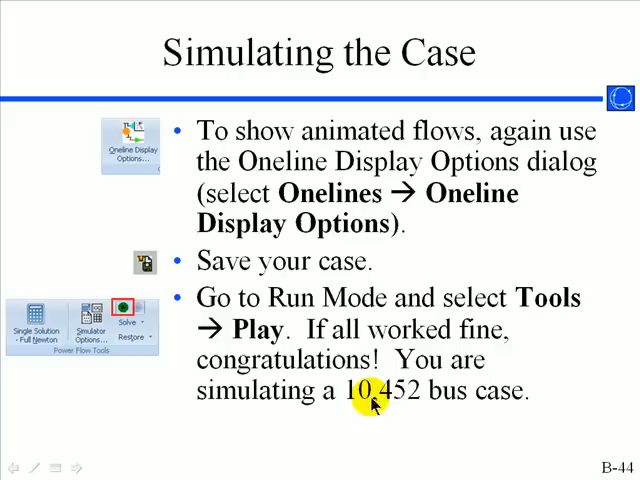 Simulating the Case
Oneline Display
Options...
• To show animated flows, again use
the Oneline Display Options dialog
(select Onelines → Oneline
Display Options).
• Save your case.
• Go to Run Mode and select Tools
→ Play. If all worked fine,
congratulations! You are
simulating a 10,452 bus case.
Single Solution
- Full Newton
Simulator
Options...
Solve
Restore
Power Flow Tools
B-44